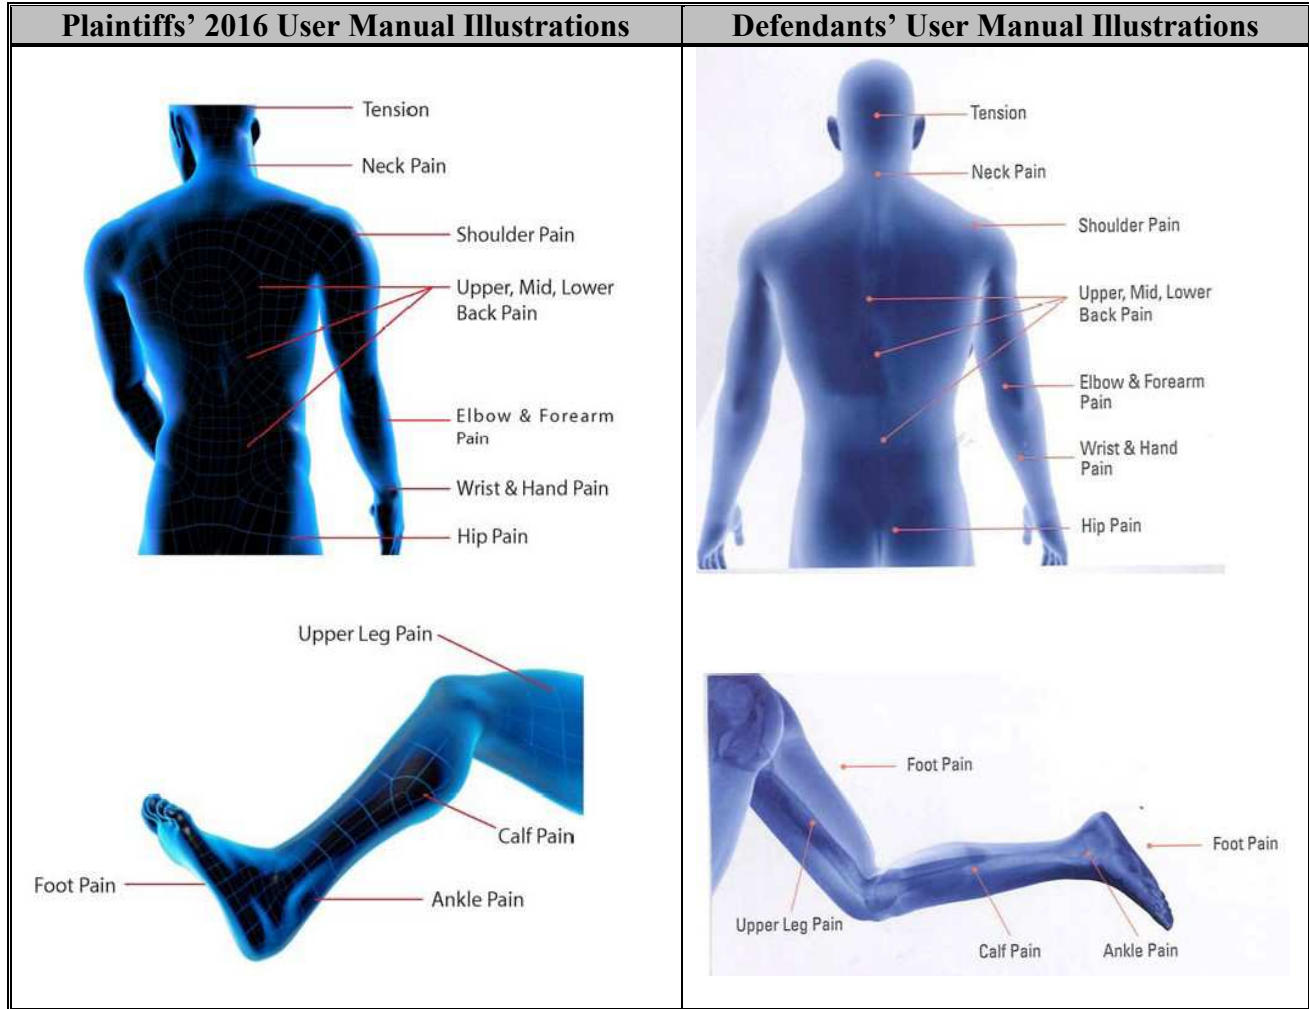 Plaintiffs’ 2016 User Manual Illustrations
Defendants’ User Manual Illustrations
Tension
Neck Pain
Shoulder Pain
Upper, Mid, Lower
Back Pain
Elbow & Forearm
Pain
Wrist & Hand Pain
Hip Pain
Upper Leg Pain
Calf Pain
Foot Pain
Ankle Pain
Tension
Neck Pain
Shoulder Pain
Upper, Mid, Lower
Back Pain
Elbow & Forearm
Pain
Wrist & Hand
Pain
Hip Pain
Foot Pain
Foot Pain
Upper Leg Pain
Calf Pain
Ankle Pain